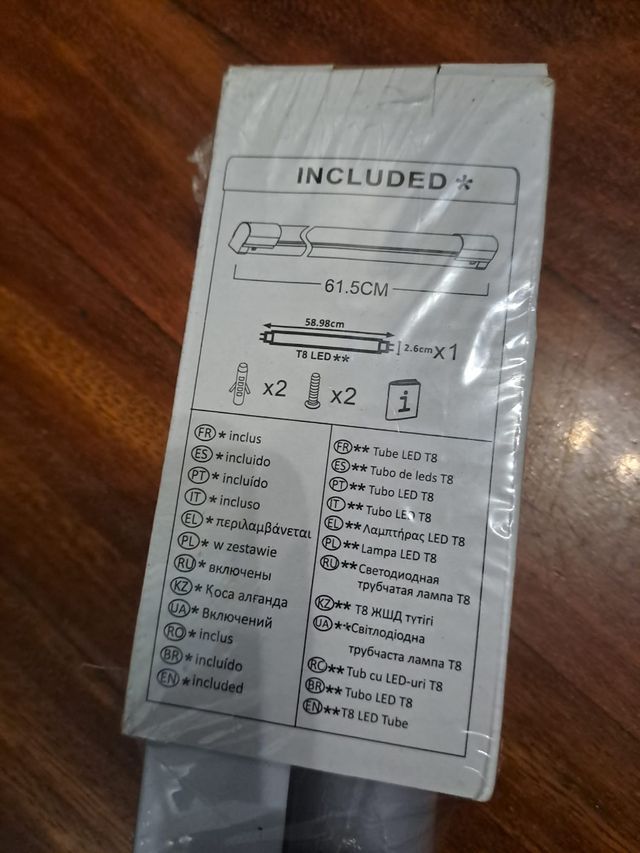 INCLUDED *
61.5CM
58.98cm
2.6cm x1
T8 LED**
x2 x2 i
FR * inclus
ES * incluido
PT * incluído
IT * incluso
EL * περιλαμβάνεται
PL * w zestawie
RU * включены
KZ * Коса алғанда
UA * Включений
RO * inclus
BR * incluído
EN * included
FR ** Tube LED T8
ES ** Tubo de leds T8
PT ** Tubo LED T8
IT ** Tubo LED T8
EL ** Λαμπτήρας LED T8
PL ** Lampa LED T8
RU ** Светодиодная
трубчатая лампа T8
KZ ** T8 ЖШД түтігі
UA ** Світлодіодна
трубчаста лампа T8
RO ** Tub cu LED-uri T8
BR ** Tubo LED T8
EN ** T8 LED Tube